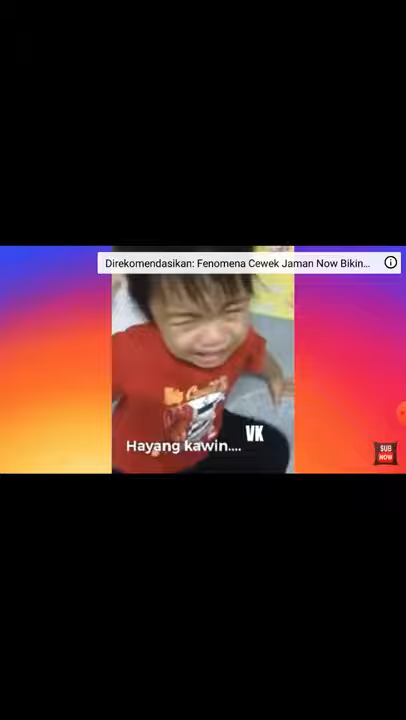 Direkomendasikan: Fenomena Cewek Jaman Now Bikin...
VK
Hayang kawin....
SUB
NOW